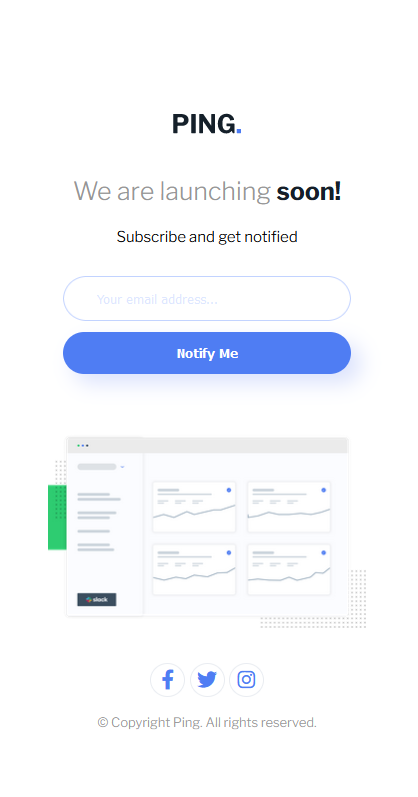 PING.
We are launching soon!
Subscribe and get notified
Your email address...
Notify Me
slack
© Copyright Ping. All rights reserved.